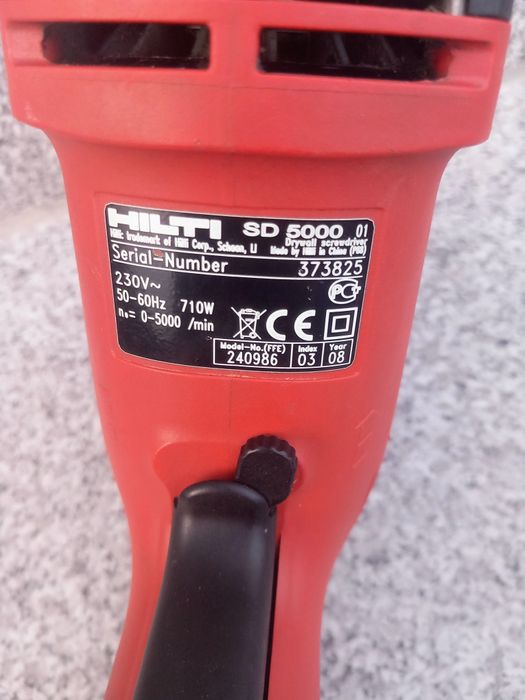 HILTI SD 5000 01
Hilti: trademark of Hilti Corp., Schaan, LI Drywall screwdriver
Made by Hilti in China (P68)
Serial-Number 373825
230V~
50-60Hz 710W
n₀= 0-5000 /min
CE
Model-No.(FFE) Index Year
240986 03 08